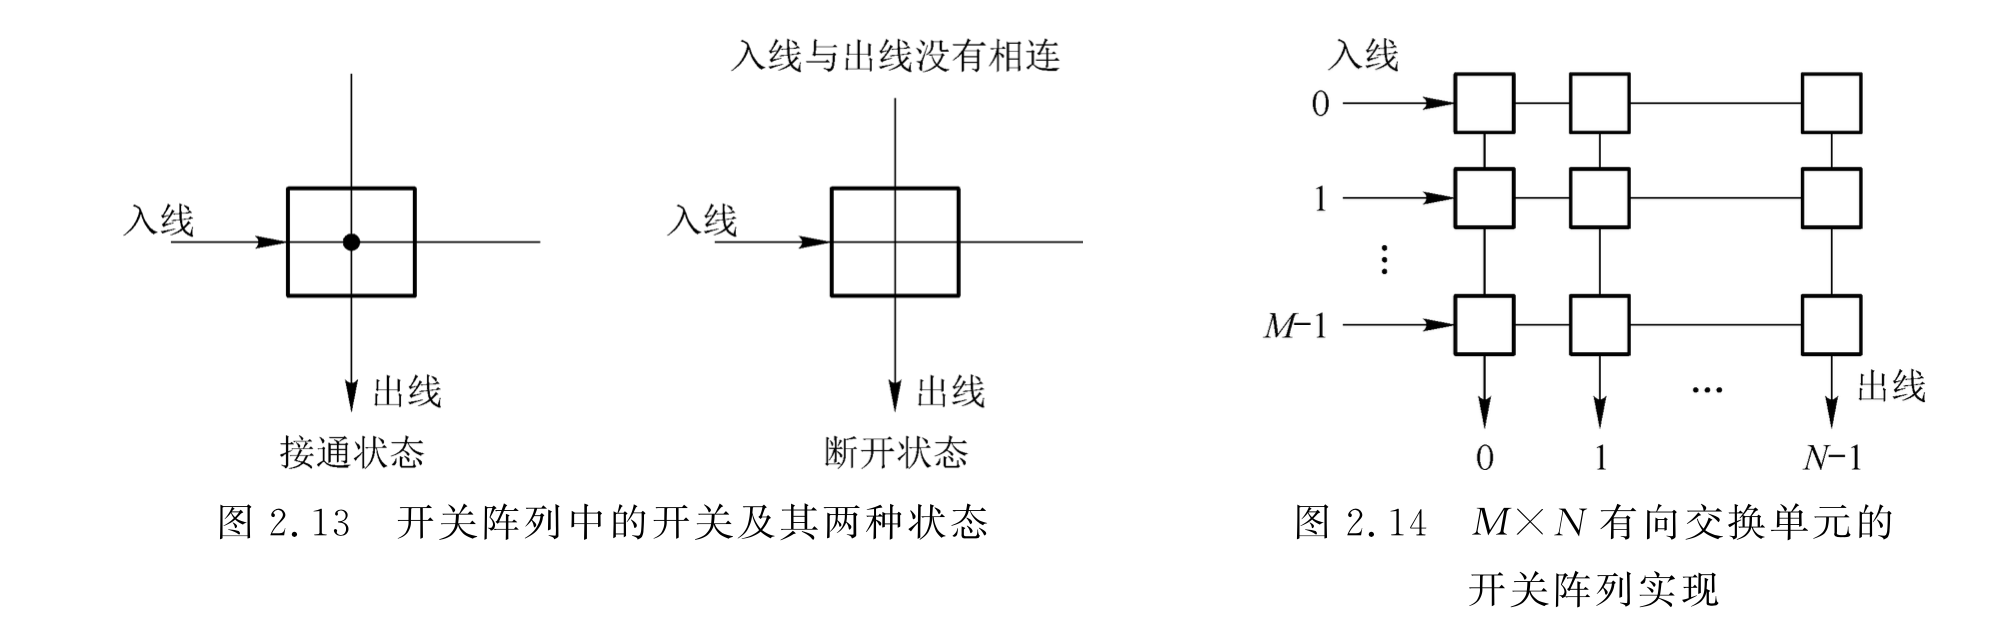 入线与出线没有相连
入线
出线
接通状态
入线
出线
断开状态
图 2.13 开关阵列中的开关及其两种状态
入线
0
1
⋮
M-1
…
出线
0 1 N-1
图 2.14 M×N 有向交换单元的
开关阵列实现